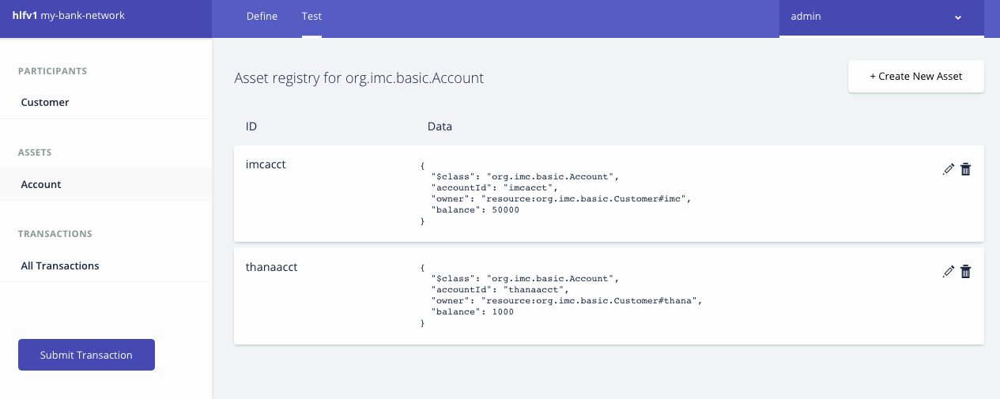 hlfv1 my-bank-network
Define
Test
admin
PARTICIPANTS
Customer
ASSETS
Account
TRANSACTIONS
All Transactions
Submit Transaction
Asset registry for org.imc.basic.Account
+ Create New Asset
ID
Data
imcacct
{
"$class": "org.imc.basic.Account",
"accountId": "imcacct",
"owner": "resource:org.imc.basic.Customer#imc",
"balance": 50000
}
thanaacct
{
"$class": "org.imc.basic.Account",
"accountId": "thanaacct",
"owner": "resource:org.imc.basic.Customer#thana",
"balance": 1000
}